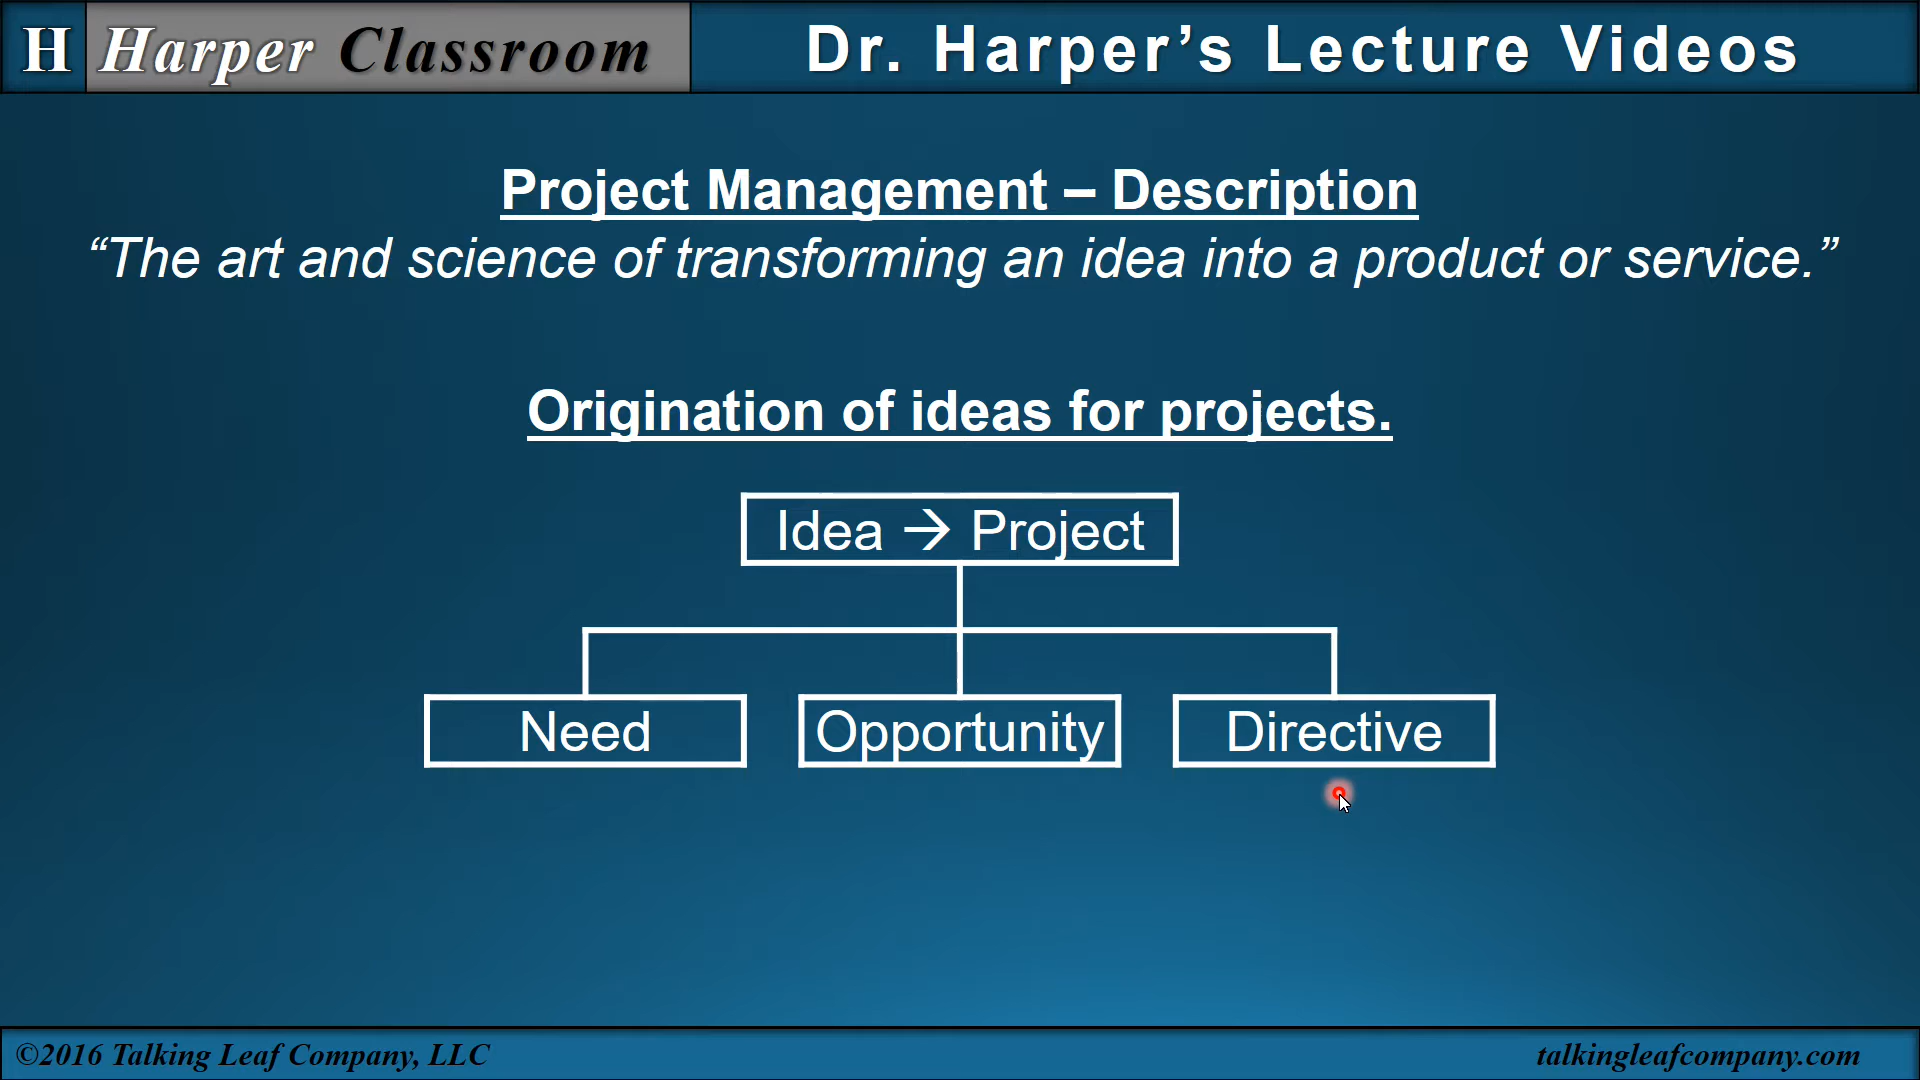 H Harper Classroom
Dr. Harper’s Lecture Videos
Project Management – Description
“The art and science of transforming an idea into a product or service.”
Origination of ideas for projects.
Idea → Project
Need
Opportunity
Directive
©2016 Talking Leaf Company, LLC
talkingleafcompany.com